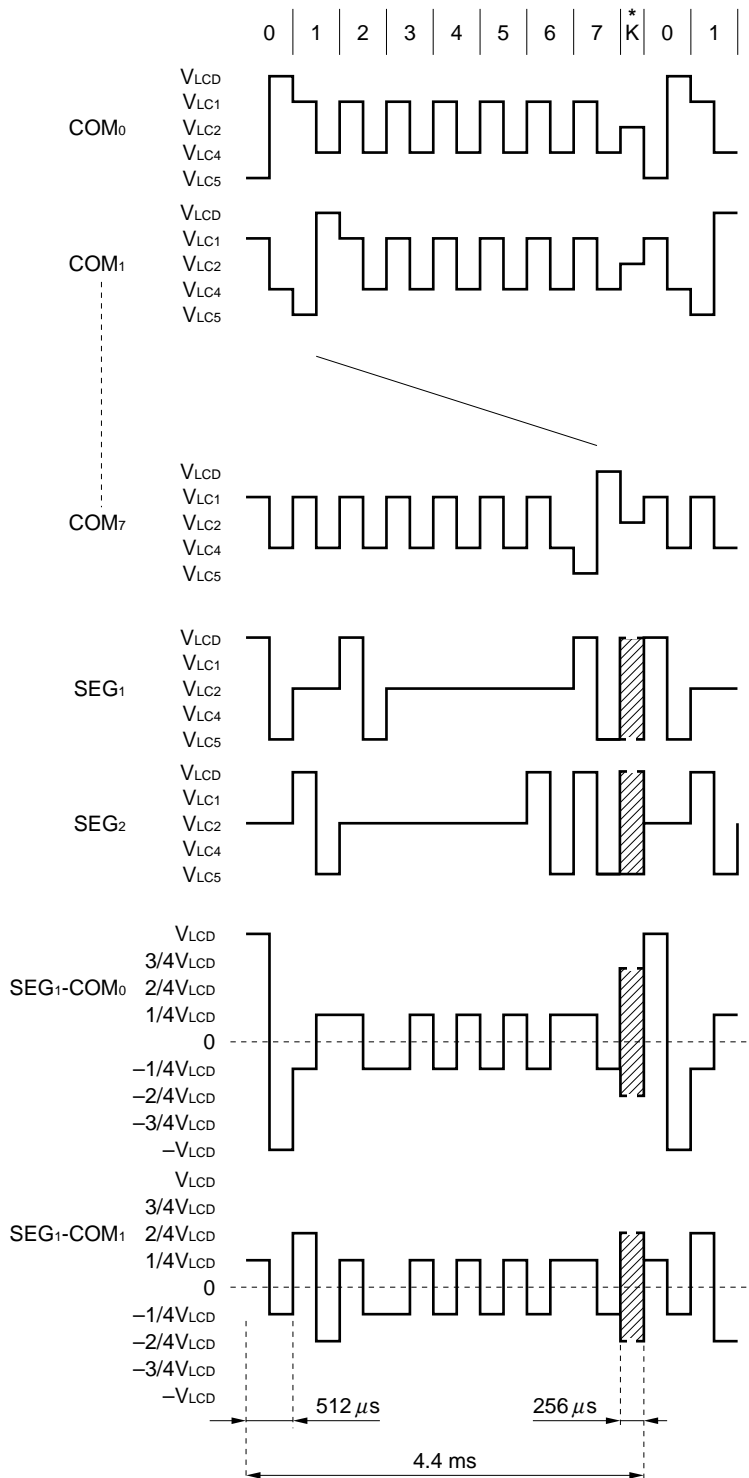 *
0 1 2 3 4 5 6 7 K 0 1
VLCD
VLC1
COM0 VLC2
VLC4
VLC5
VLCD
VLC1
COM1 VLC2
VLC4
VLC5
VLCD
VLC1
COM7 VLC2
VLC4
VLC5
VLCD
VLC1
SEG1 VLC2
VLC4
VLC5
VLCD
VLC1
SEG2 VLC2
VLC4
VLC5
VLCD
3/4VLCD
SEG1-COM0 2/4VLCD
1/4VLCD
0
–1/4VLCD
–2/4VLCD
–3/4VLCD
–VLCD
VLCD
3/4VLCD
SEG1-COM1 2/4VLCD
1/4VLCD
0
–1/4VLCD
–2/4VLCD
–3/4VLCD
–VLCD
512 μs 256 μs
4.4 ms